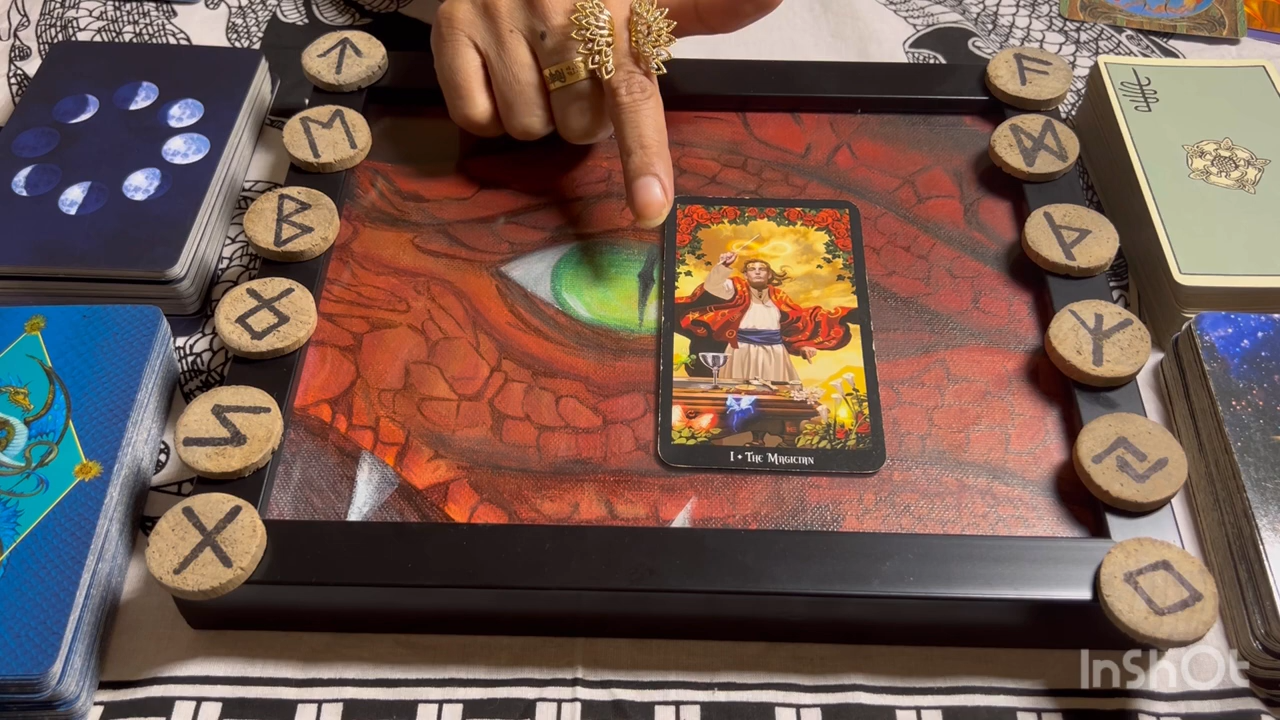 ᛏ
ᚨ
ᛖ
ᛞ
ᛒ
ᚦ
ᛟ
ᛉ
ᛊ
ᛃ
I • The Magician
ᚷ
ᛜ
InShOt